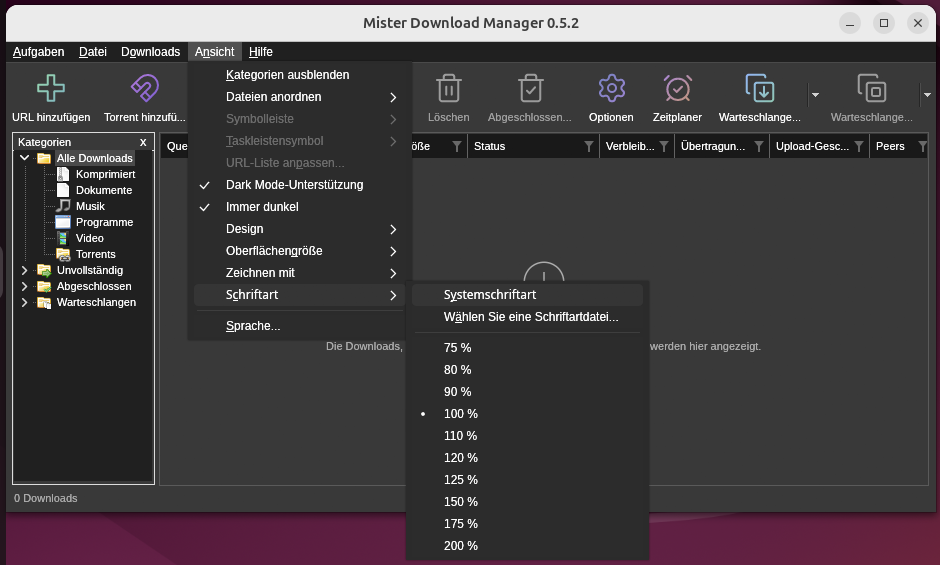 Mister Download Manager 0.5.2
Aufgaben Datei Downloads Ansicht Hilfe
URL hinzufügen
Torrent hinzufü...
Löschen
Abgeschlossen...
Optionen
Zeitplaner
Warteschlange...
Warteschlange...
Kategorien X
Alle Downloads
Komprimiert
Dokumente
Musik
Programme
Video
Torrents
Unvollständig
Abgeschlossen
Warteschlangen
Kategorien ausblenden
Dateien anordnen
Symbolleiste
Taskleistensymbol
URL-Liste anpassen...
Dark Mode-Unterstützung
Immer dunkel
Design
Oberflächengröße
Zeichnen mit
Schriftart
Sprache...
Que
öße
Status
Verbleib...
Übertragun...
Upload-Gesc...
Peers
Systemschriftart
Wählen Sie eine Schriftartdatei...
75 %
80 %
90 %
100 %
110 %
120 %
125 %
150 %
175 %
200 %
Die Downloads, werden hier angezeigt.
0 Downloads